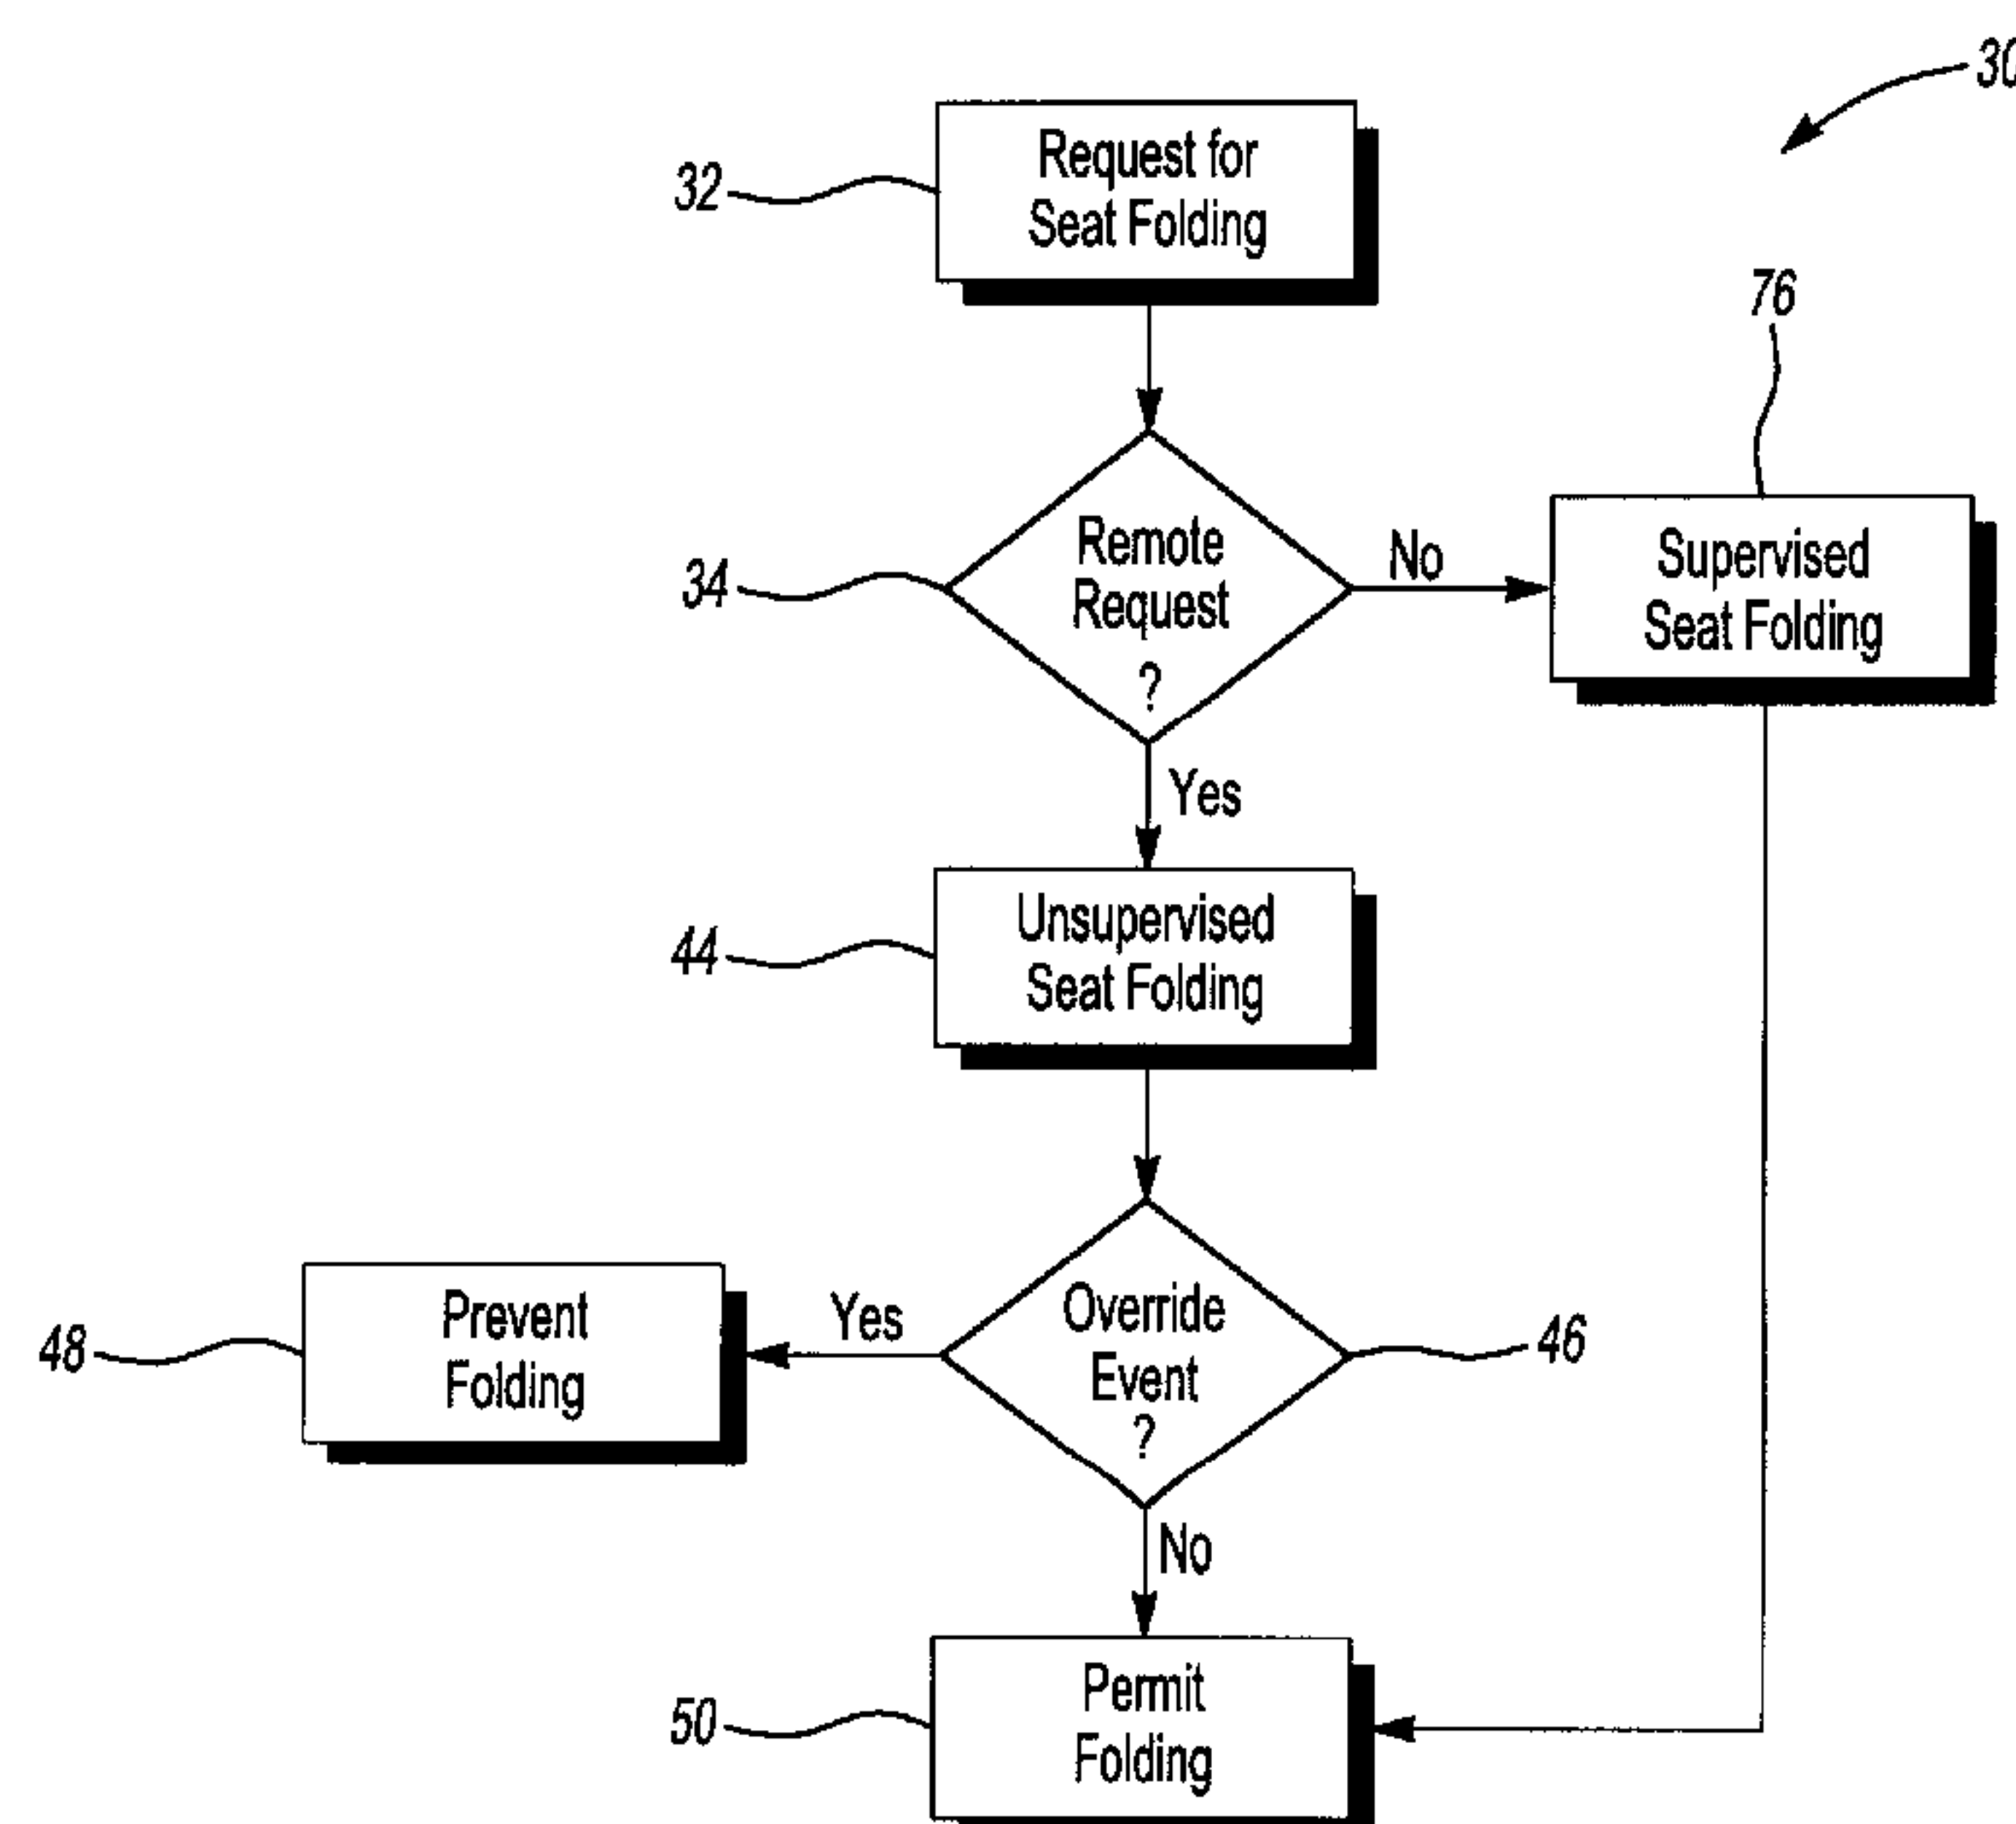 30
32
Request for
Seat Folding
76
34
Remote
Request
?
No
Supervised
Seat Folding
Yes
44
Unsupervised
Seat Folding
48
Prevent
Folding
Yes
Override
Event
?
46
No
50
Permit
Folding